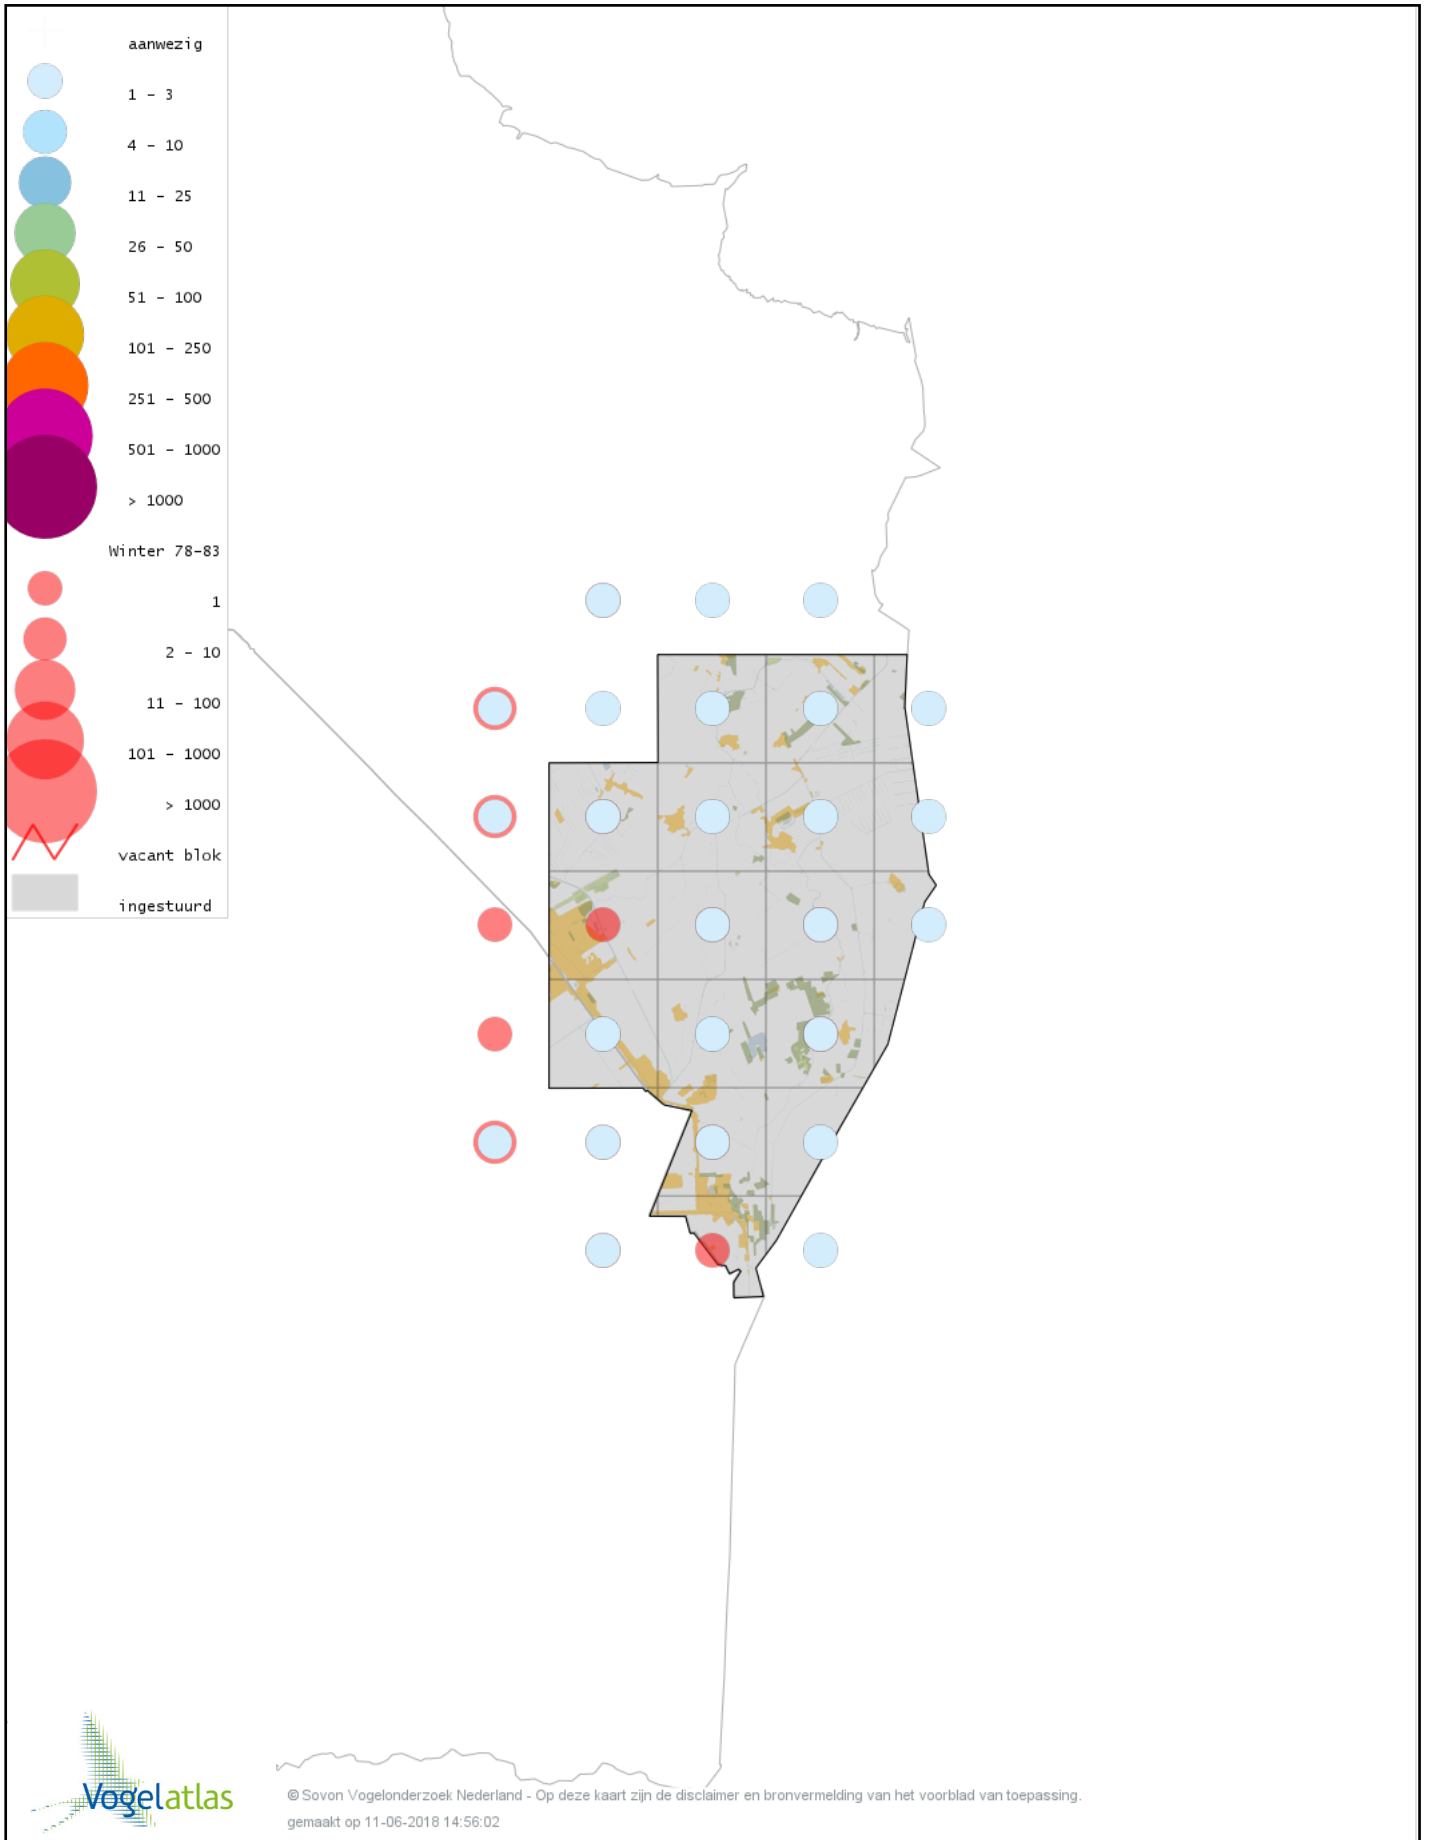 aanwezig
1 - 3
4 - 10
11 - 25
26 - 50
51 - 100
101 - 250
251 - 500
501 - 1000
> 1000
Winter 78-83
1
2 - 10
11 - 100
101 - 1000
> 1000
vacant blok
ingestuurd
Vogelatlas
© Sovon Vogelonderzoek Nederland - Op deze kaart zijn de disclaimer en bronvermelding van het voorblad van toepassing.
gemaakt op 11-06-2018 14:56:02